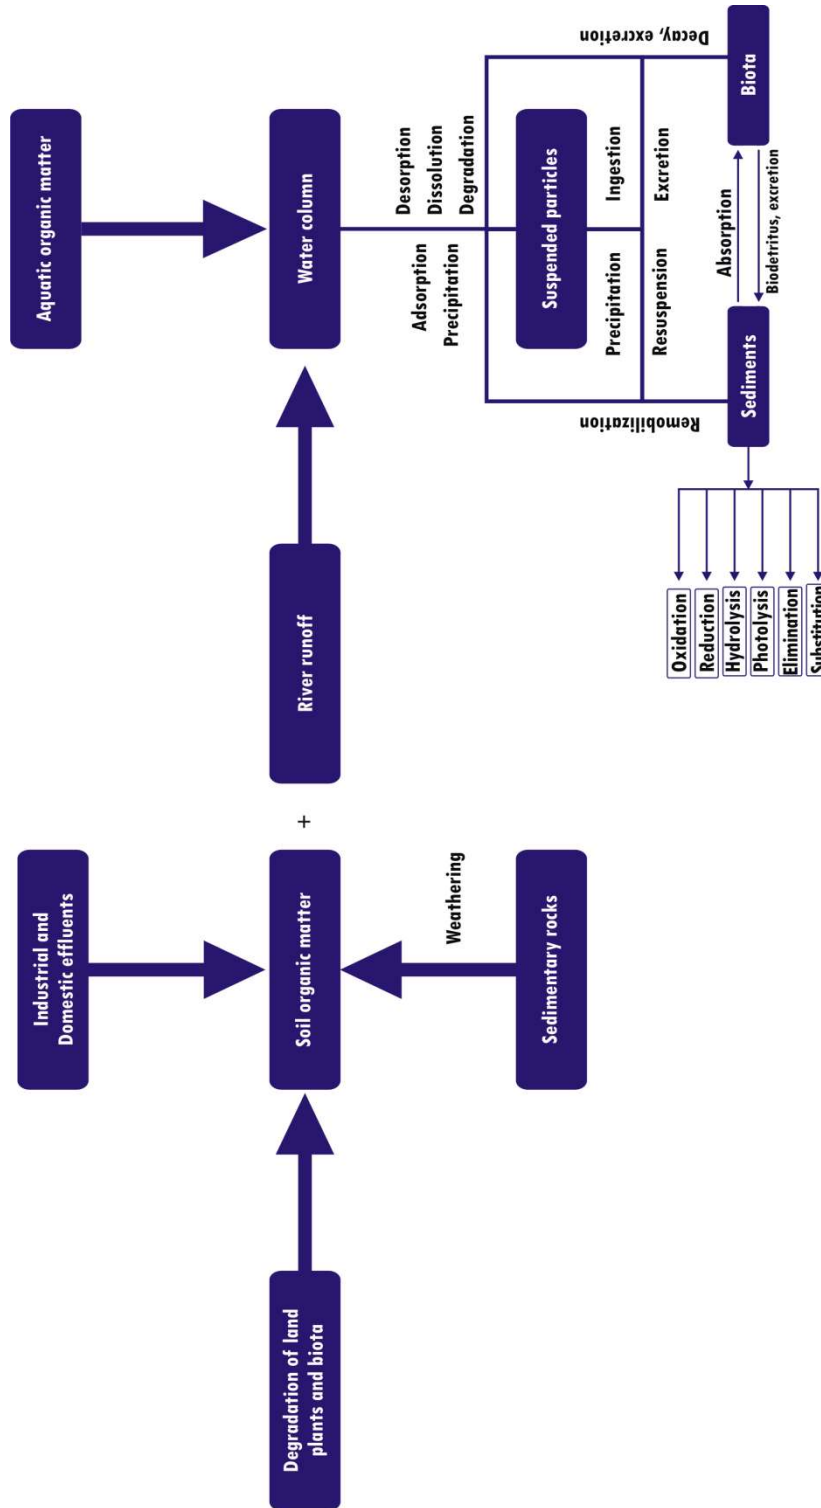 Degradation of land
plants and biota
Industrial and
Domestic effluents
Soil organic matter
Weathering
Sedimentary rocks
+
River runoff
Aquatic organic matter
Water column
Adsorption
Precipitation
Desorption
Dissolution
Degradation
Suspended particles
Remobilization
Precipitation
Resuspension
Ingestion
Excretion
Decay, excretion
Sediments
Absorption
Biodetritus, excretion
Biota
Oxidation
Reduction
Hydrolysis
Photolysis
Elimination
Substitution